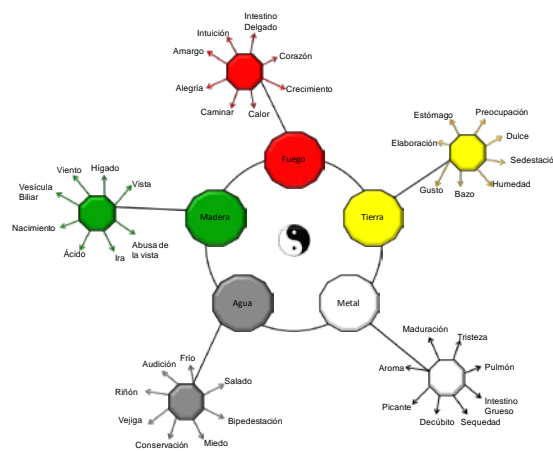 Intestino
Delgado
Intuición
Amargo
Corazón
Alegría
Crecimiento
Caminar
Calor
Estómago
Preocupación
Elaboración
Dulce
Sedestació
Gusto
Bazo
Humedad
Fuego
Viento
Hígado
Vista
Vesícula
Biliar
Nacimiento
Ácido
Ira
Abusa de
la vista
Madera
Tierra
Agua
Metal
Maduración
Tristeza
Aroma
Pulmón
Picante
Intestino
Grueso
Decúbito
Sequedad
Audición
Frío
Salado
Riñón
Vejiga
Bipedestación
Conservación
Miedo